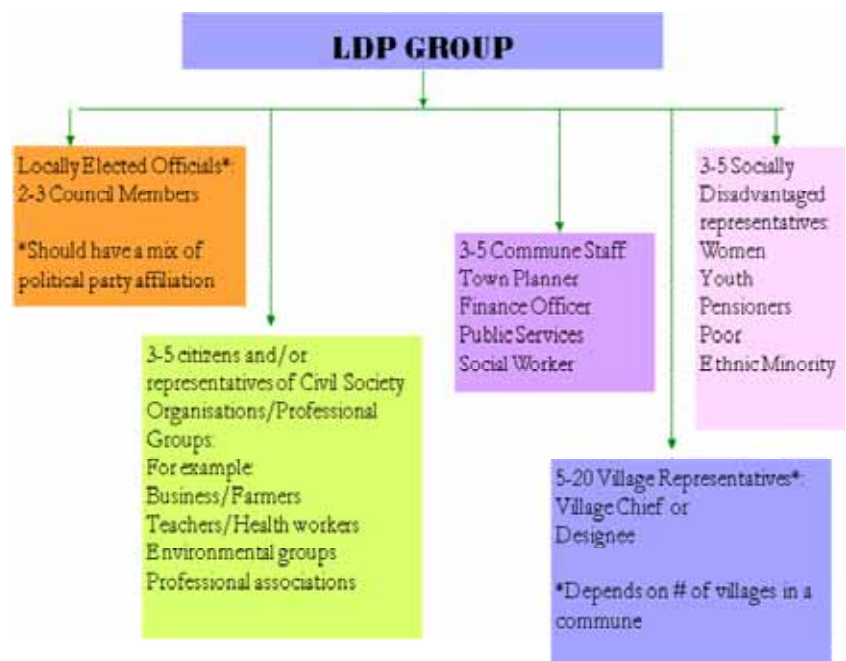 LDP GROUP
Locally Elected Officials*:
2-3 Council Members
*Should have a mix of
political party affiliation
3-5 citizens and/or
representatives of Civil Society
Organisations/Professional
Groups:
For example:
Business/Farmers
Teachers/Health workers
Environmental groups
Professional associations
3-5 Commune Staff
Town Planner
Finance Officer
Public Services
Social Worker
5-20 Village Representatives*:
Village Chief or
Designee
*Depends on # of villages in a
commune
3-5 Socially
Disadvantaged
representatives:
Women
Youth
Pensioners
Poor
Ethnic Minority